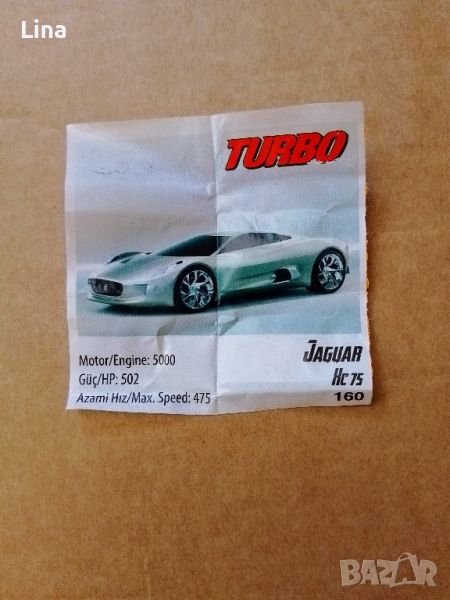 Lina
TURBO
Motor/Engine: 5000
Güç/HP: 502
Azami Hız/Max. Speed: 475
JAGUAR
HC 75
160
BAZAR